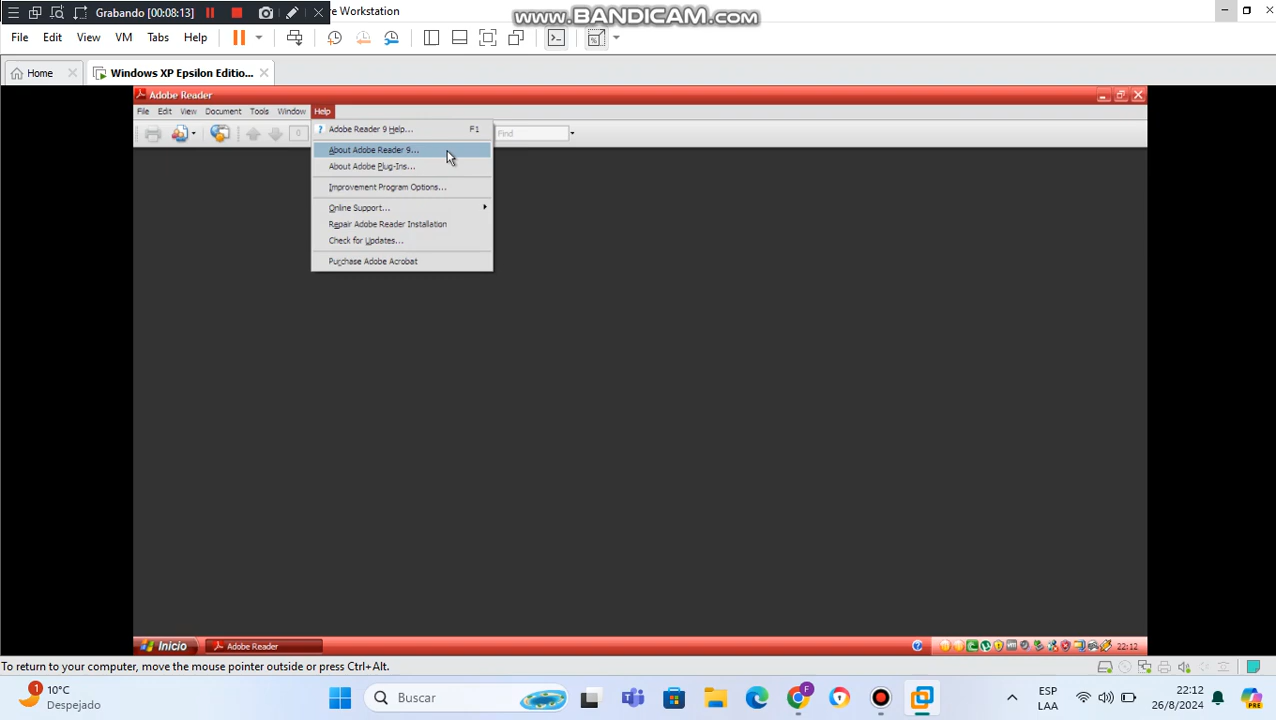 Grabando [00:08:13] re Workstation
www.BANDICAM.com
File Edit View VM Tabs Help
Home Windows XP Epsilon Editio...
Adobe Reader
File Edit View Document Tools Window Help
0 Find
Adobe Reader 9 Help... F1
About Adobe Reader 9...
About Adobe Plug-Ins...
Improvement Program Options...
Online Support...
Repair Adobe Reader Installation
Check for Updates...
Purchase Adobe Acrobat
Inicio Adobe Reader 22:12
To return to your computer, move the mouse pointer outside or press Ctrl+Alt.
1 10°C Despejado
Buscar
F
ESP LAA
22:12
26/8/2024
PRE